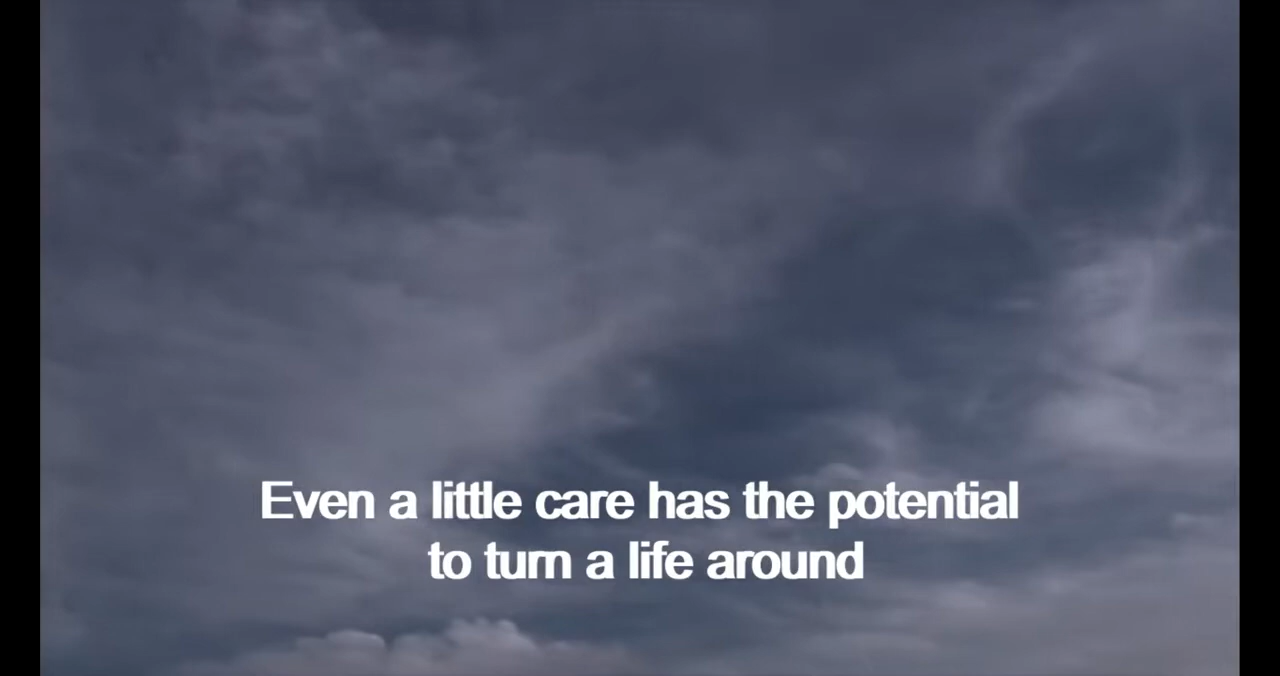 Even a little care has the potential
to turn a life around